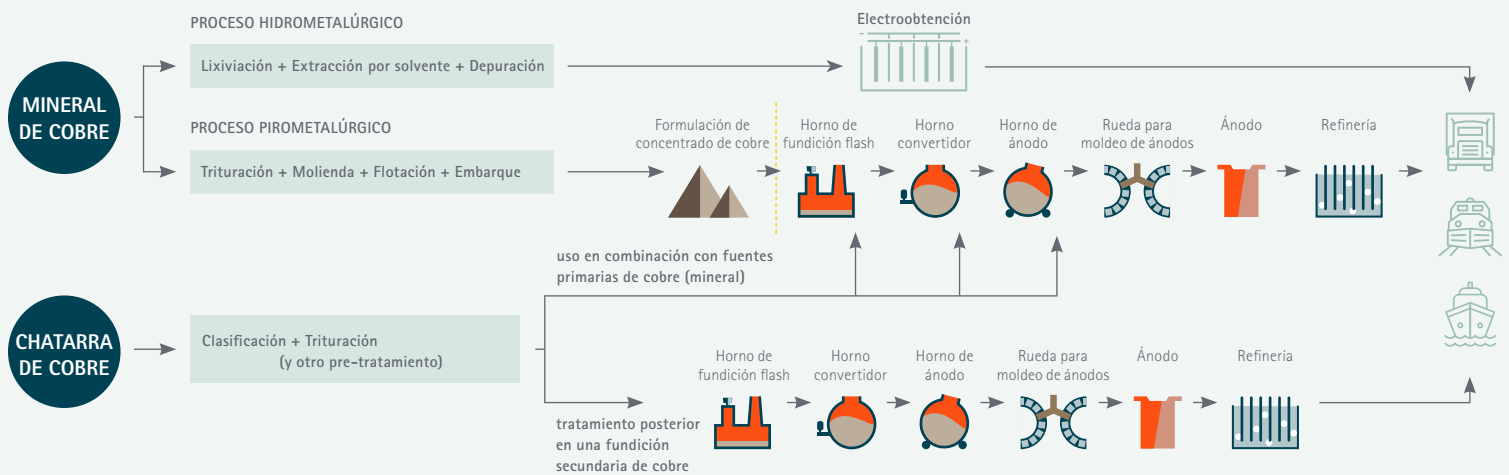 PROCESO HIDROMETALÚRGICO
Electroobtención
Lixiviación + Extracción por solvente + Depuración
MINERAL
DE COBRE
PROCESO PIROMETALÚRGICO
Trituración + Molienda + Flotación + Embarque
Formulación de
concentrado de cobre
Horno de
fundición flash
Horno
convertidor
Horno de
ánodo
Rueda para
moldeo de ánodos
Ánodo
Refinería
uso en combinación con fuentes
primarias de cobre (mineral)
CHATARRA
DE COBRE
Clasificación + Trituración
(y otro pre-tratamiento)
Horno de
fundición flash
Horno
convertidor
Horno de
ánodo
Rueda para
moldeo de ánodos
Ánodo
Refinería
tratamiento posterior
en una fundición
secundaria de cobre